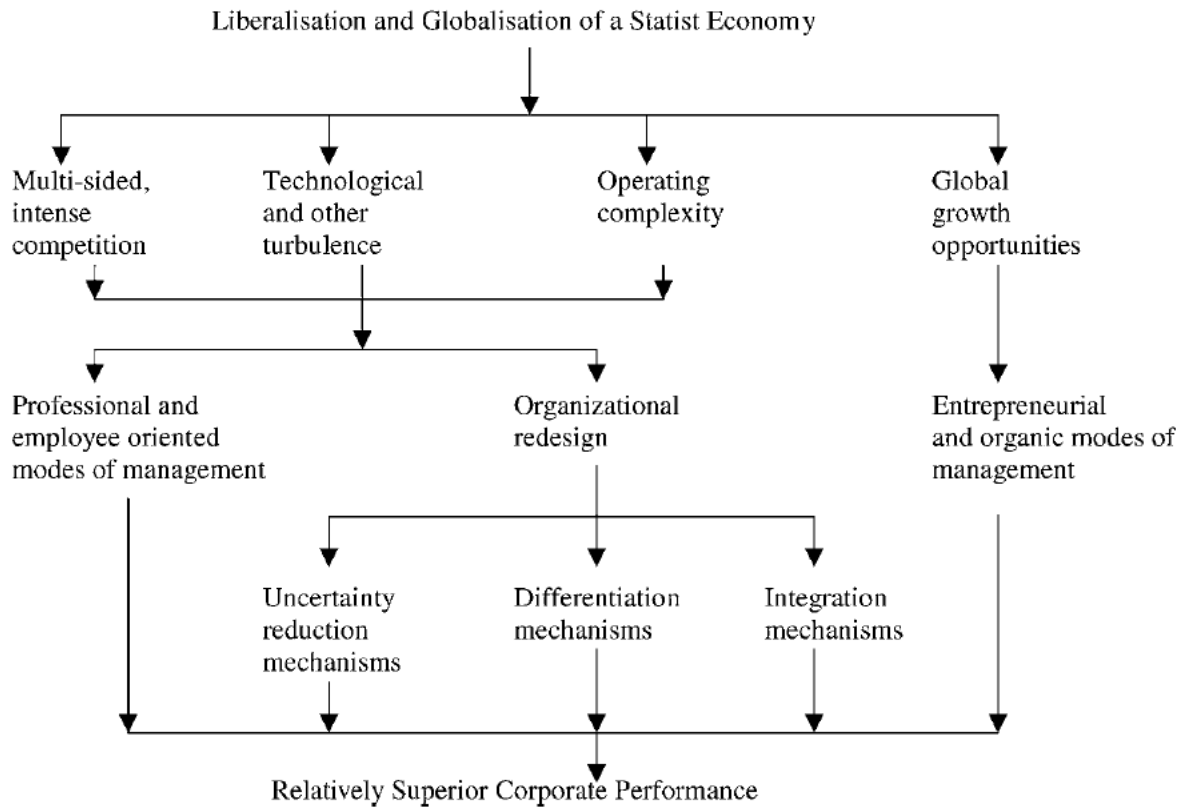 Liberalisation and Globalisation of a Statist Economy
Multi-sided,
intense
competition
Technological
and other
turbulence
Operating
complexity
Global
growth
opportunities
Professional and
employee oriented
modes of management
Organizational
redesign
Entrepreneurial
and organic modes of
management
Uncertainty
reduction
mechanisms
Differentiation
mechanisms
Integration
mechanisms
Relatively Superior Corporate Performance